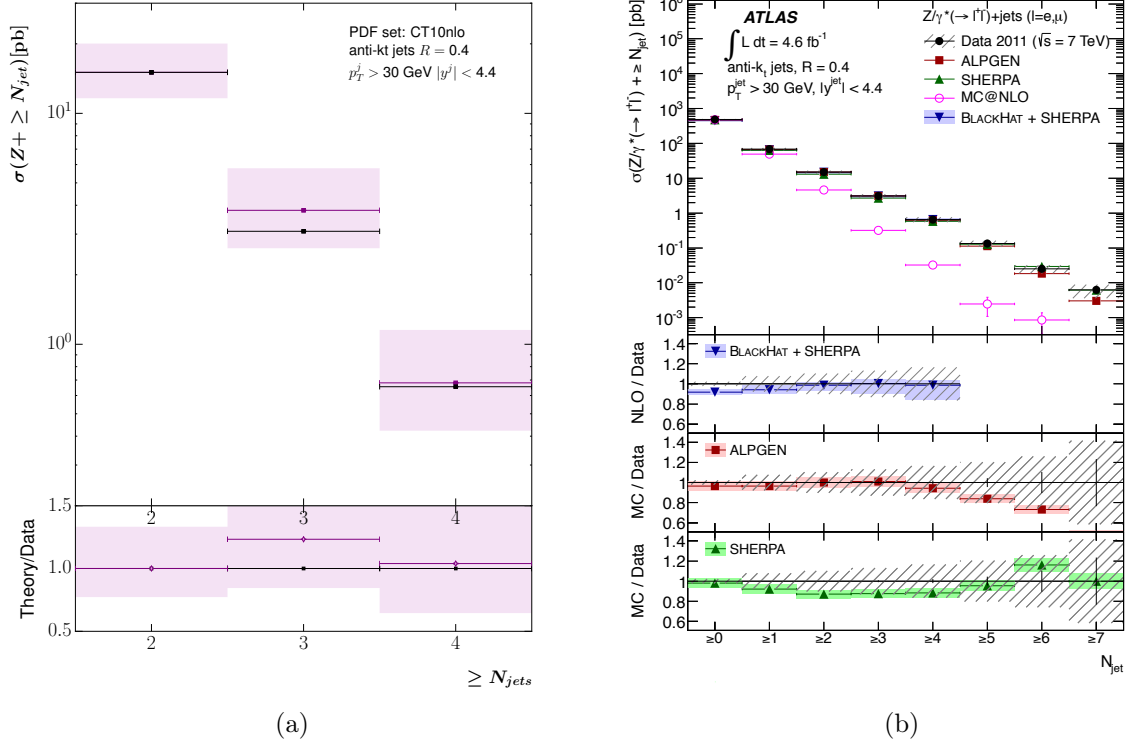 σ(Z+ ≥ N_jet) [pb]
PDF set: CT10nlo
anti-kt jets R = 0.4
p_T^j > 30 GeV |y^j| < 4.4
10^1
10^0
2 3 4
Theory/Data
1.5
1.0
0.5
2 3 4
≥ N_jets
(a)
σ(Z/γ*(→ l⁺l⁻) + ≥ N_jet) [pb]
10^6
10^5
10^4
10^3
10^2
10
1
10^-1
10^-2
10^-3
ATLAS
∫ L dt = 4.6 fb^-1
anti-k_t jets, R = 0.4
p_T^jet > 30 GeV, |y^jet| < 4.4
Z/γ*(→ l⁺l⁻)+jets (l=e,μ)
Data 2011 (√s = 7 TeV)
ALPGEN
SHERPA
MC@NLO
BLACKHAT + SHERPA
NLO / Data
1.4
1.2
1
0.8
0.6
BLACKHAT + SHERPA
MC / Data
1.4
1.2
1
0.8
0.6
ALPGEN
MC / Data
1.4
1.2
1
0.8
0.6
SHERPA
≥0 ≥1 ≥2 ≥3 ≥4 ≥5 ≥6 ≥7
N_jet
(b)